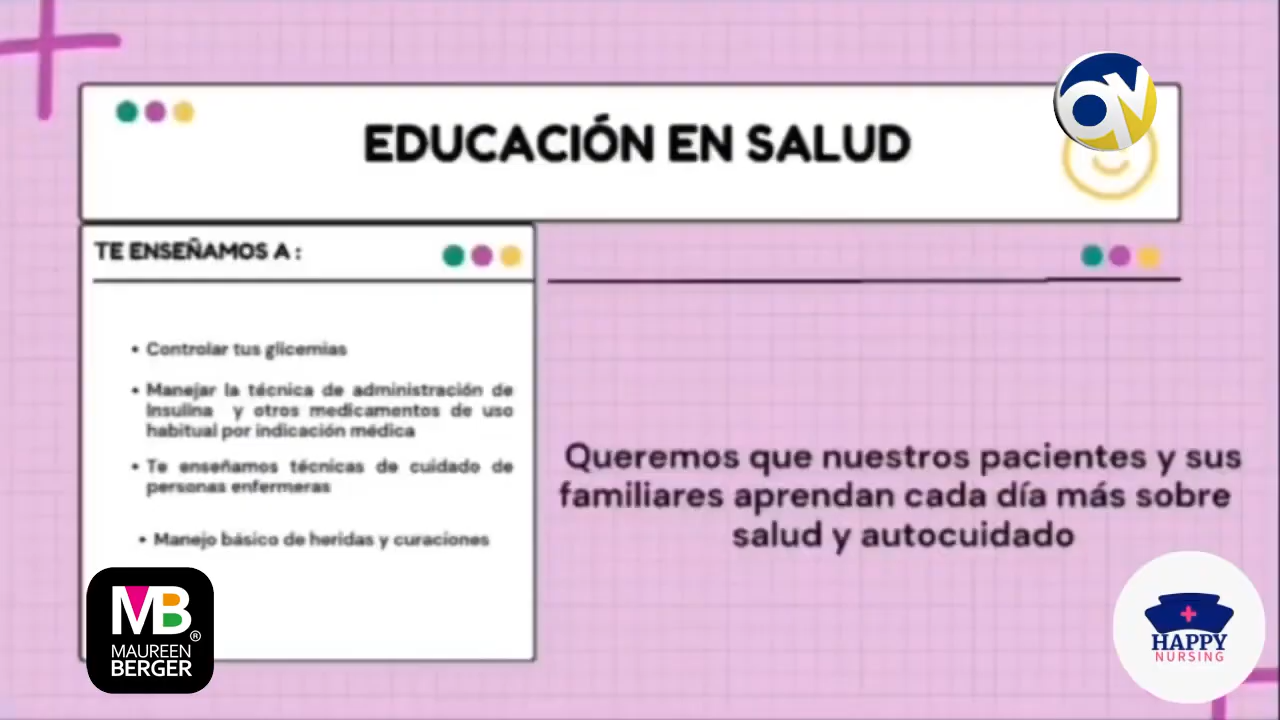 EDUCACIÓN EN SALUD
TE ENSEÑAMOS A :
• Controlar tus glicemias
• Manejar la técnica de administración de
Insulina y otros medicamentos de uso
habitual por indicación médica
• Te enseñamos técnicas de cuidado de
personas enfermeras
• Manejo básico de heridas y curaciones
Queremos que nuestros pacientes y sus
familiares aprendan cada día más sobre
salud y autocuidado
MB®
MAUREEN
BERGER
HAPPY
NURSING
OV